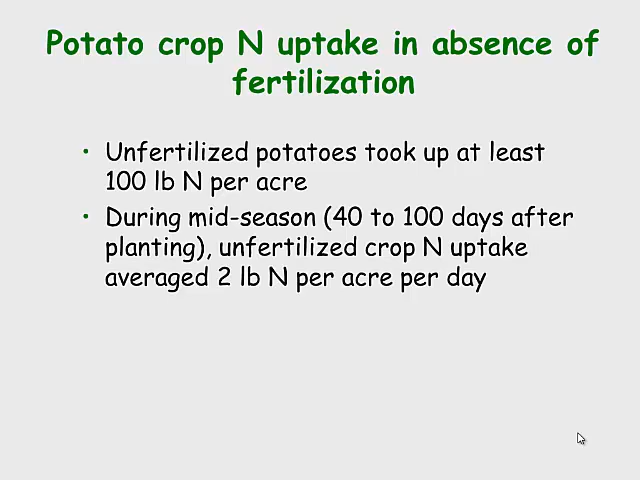 Potato crop N uptake in absence of
fertilization
• Unfertilized potatoes took up at least
100 lb N per acre
• During mid-season (40 to 100 days after
planting), unfertilized crop N uptake
averaged 2 lb N per acre per day